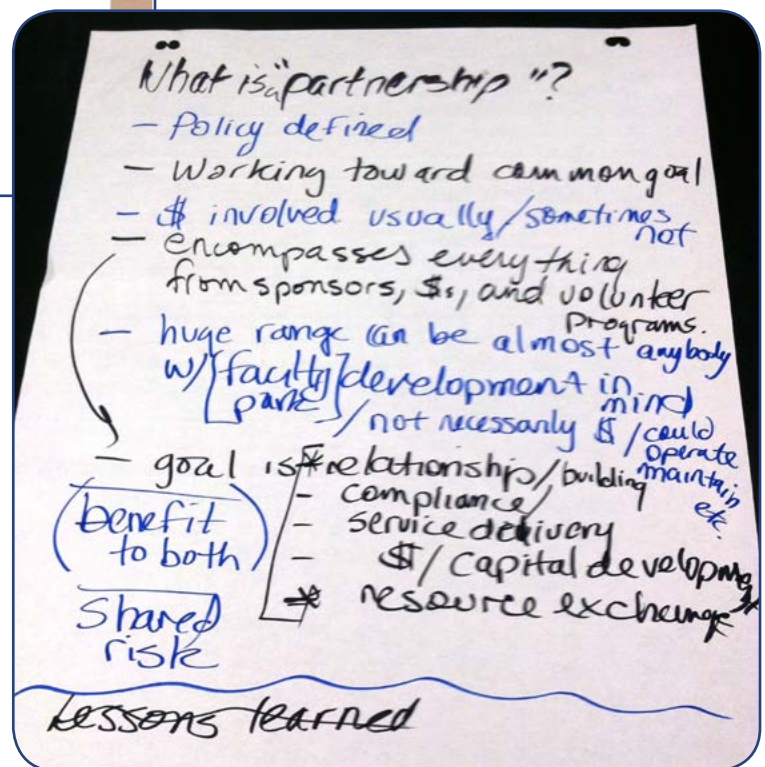 What is a "partnership"?
- Policy defined
- Working toward common goal
- $ involved usually/sometimes
not
- encompasses everything
from sponsors, $s, and volunteer
programs.
- huge range can be almost anybody
w/ [faculty development in
park] mind
/not necessarily $ /could
operate
maintain
etc.
- goal is * relationship/building
- compliance/
- service delivery
- $/Capital development
* resource exchange
(benefit
to both)
Shared
risk
Lessons learned